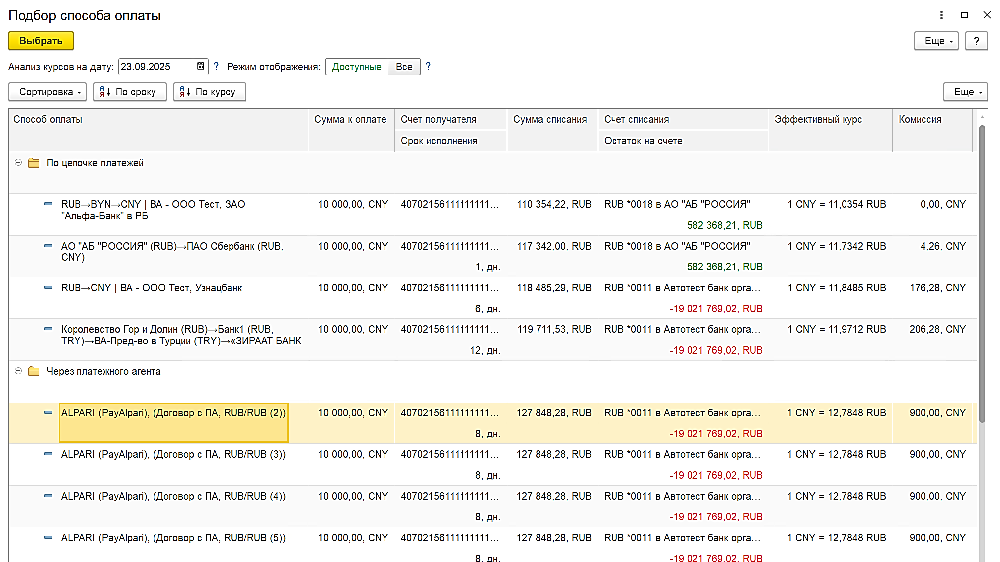 Подбор способа оплаты
Выбрать
Еще
?
Анализ курсов на дату: 23.09.2025 ? Режим отображения: Доступные Все ?
Сортировка По сроку По курсу Еще
Способ оплаты Сумма к оплате Счет получателя Сумма списания Счет списания Эффективный курс Комиссия
Срок исполнения Остаток на счете
По цепочке платежей
RUB→BYN→CNY | ВА - ООО Тест, ЗАО 10 000,00, CNY 40702156111111111... 110 354,22, RUB RUB *0018 в АО "АБ "РОССИЯ" 1 CNY = 11,0354 RUB 0,00, CNY
"Альфа-Банк" в РБ
582 368,21, RUB
АО "АБ "РОССИЯ" (RUB)→ПАО Сбербанк (RUB, 10 000,00, CNY 40702156111111111... 117 342,00, RUB RUB *0018 в АО "АБ "РОССИЯ" 1 CNY = 11,7342 RUB 4,26, CNY
CNY)
1, дн. 582 368,21, RUB
RUB→CNY | ВА - ООО Тест, Узнацбанк 10 000,00, CNY 40702156111111111... 118 485,29, RUB RUB *0011 в Автотест банк орга... 1 CNY = 11,8485 RUB 176,28, CNY
6, дн. -19 021 769,02, RUB
Королевство Гор и Долин (RUB)→Банк1 (RUB, 10 000,00, CNY 40702156111111111... 119 711,53, RUB RUB *0011 в Автотест банк орга... 1 CNY = 11,9712 RUB 206,28, CNY
TRY)→ВА-Пред-во в Турции (TRY)→«ЗИРААТ БАНК
12, дн. -19 021 769,02, RUB
Через платежного агента
ALPARI (PayAlpari), (Договор с ПА, RUB/RUB (2)) 10 000,00, CNY 40702156111111111... 127 848,28, RUB RUB *0011 в Автотест банк орга... 1 CNY = 12,7848 RUB 900,00, CNY
8, дн. -19 021 769,02, RUB
ALPARI (PayAlpari), (Договор с ПА, RUB/RUB (3)) 10 000,00, CNY 40702156111111111... 127 848,28, RUB RUB *0011 в Автотест банк орга... 1 CNY = 12,7848 RUB 900,00, CNY
8, дн. -19 021 769,02, RUB
ALPARI (PayAlpari), (Договор с ПА, RUB/RUB (4)) 10 000,00, CNY 40702156111111111... 127 848,28, RUB RUB *0011 в Автотест банк орга... 1 CNY = 12,7848 RUB 900,00, CNY
8, дн. -19 021 769,02, RUB
ALPARI (PayAlpari), (Договор с ПА, RUB/RUB (5)) 10 000,00, CNY 40702156111111111... 127 848,28, RUB RUB *0011 в Автотест банк орга... 1 CNY = 12,7848 RUB 900,00, CNY
8, дн. -19 021 769,02, RUB